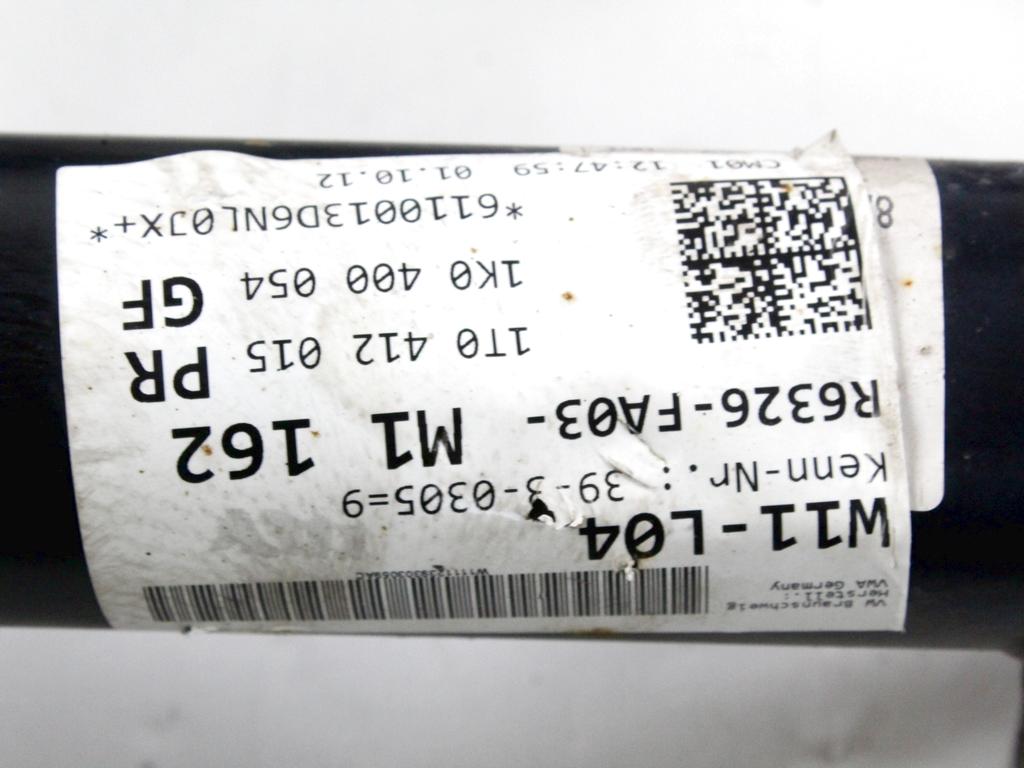 VW Braunschweig
Herstell.:
VWA Germany
W11-L04
Kenn-Nr.: 39-3-0305=9
R6326-FA03- M1 162
1T0 412 015 PR
1K0 400 054 GF
*6110013D6NL0JX+*
CM01 12:47:59 01.10.12